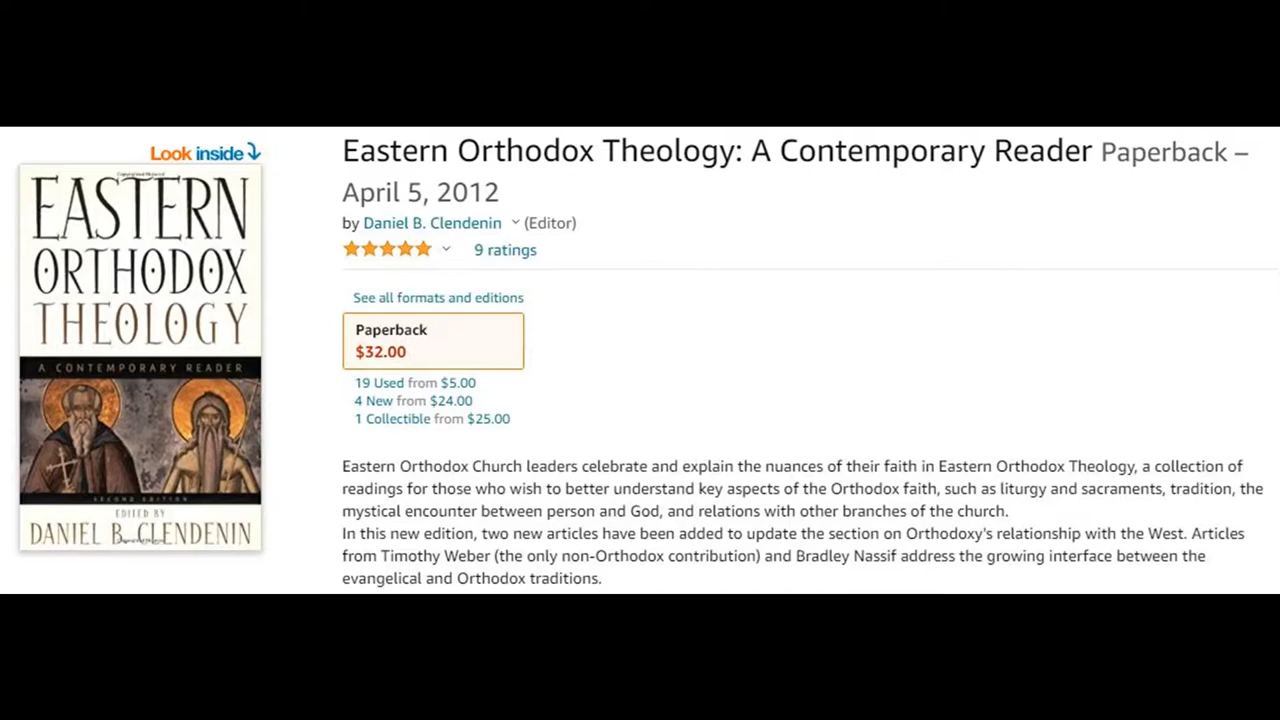 Look inside
EASTERN
ORTHODOX
THEOLOGY
A CONTEMPORARY READER
SECOND EDITION
EDITED BY
DANIEL B. CLENDENIN
Eastern Orthodox Theology: A Contemporary Reader Paperback –
April 5, 2012
by Daniel B. Clendenin (Editor)
9 ratings
See all formats and editions
Paperback
$32.00
19 Used from $5.00
4 New from $24.00
1 Collectible from $25.00
Eastern Orthodox Church leaders celebrate and explain the nuances of their faith in Eastern Orthodox Theology, a collection of
readings for those who wish to better understand key aspects of the Orthodox faith, such as liturgy and sacraments, tradition, the
mystical encounter between person and God, and relations with other branches of the church.
In this new edition, two new articles have been added to update the section on Orthodoxy's relationship with the West. Articles
from Timothy Weber (the only non-Orthodox contribution) and Bradley Nassif address the growing interface between the
evangelical and Orthodox traditions.